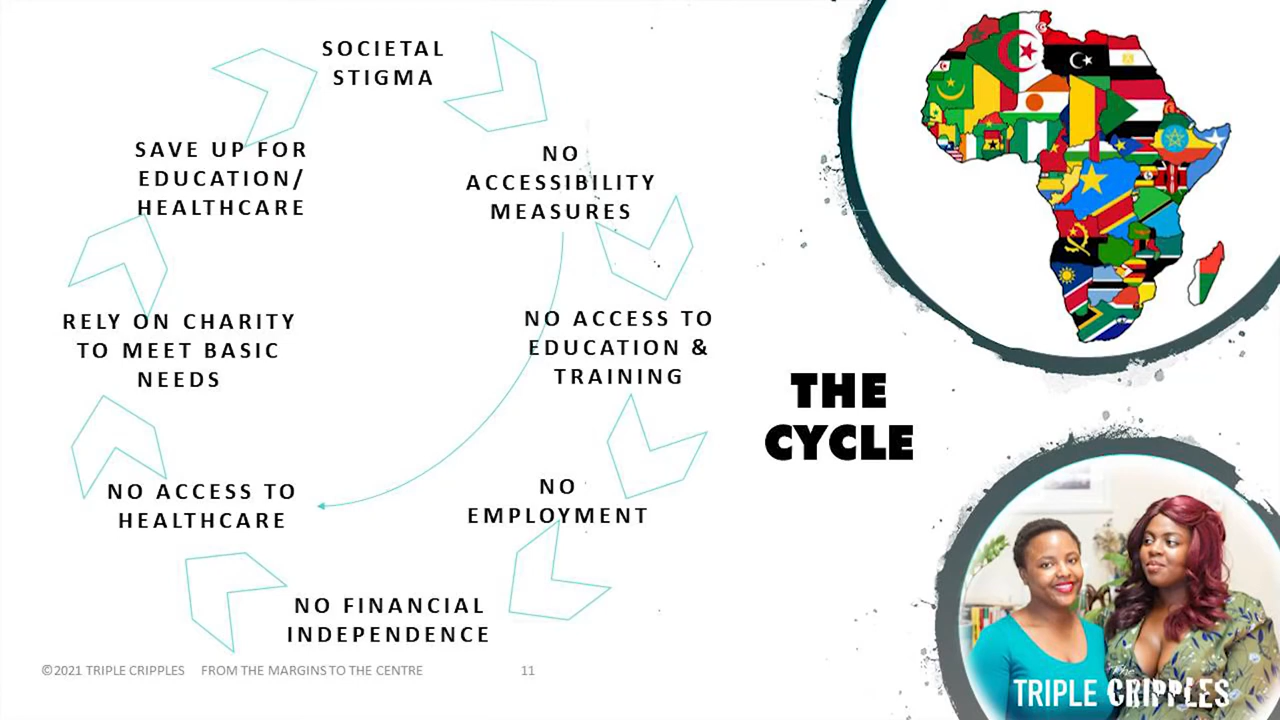 SOCIETAL
STIGMA
NO
ACCESSIBILITY
MEASURES
NO ACCESS TO
EDUCATION &
TRAINING
NO
EMPLOYMENT
NO FINANCIAL
INDEPENDENCE
NO ACCESS TO
HEALTHCARE
RELY ON CHARITY
TO MEET BASIC
NEEDS
SAVE UP FOR
EDUCATION/
HEALTHCARE
THE
CYCLE
The
TRIPLE CRIPPLES
©2021 TRIPLE CRIPPLES FROM THE MARGINS TO THE CENTRE 11